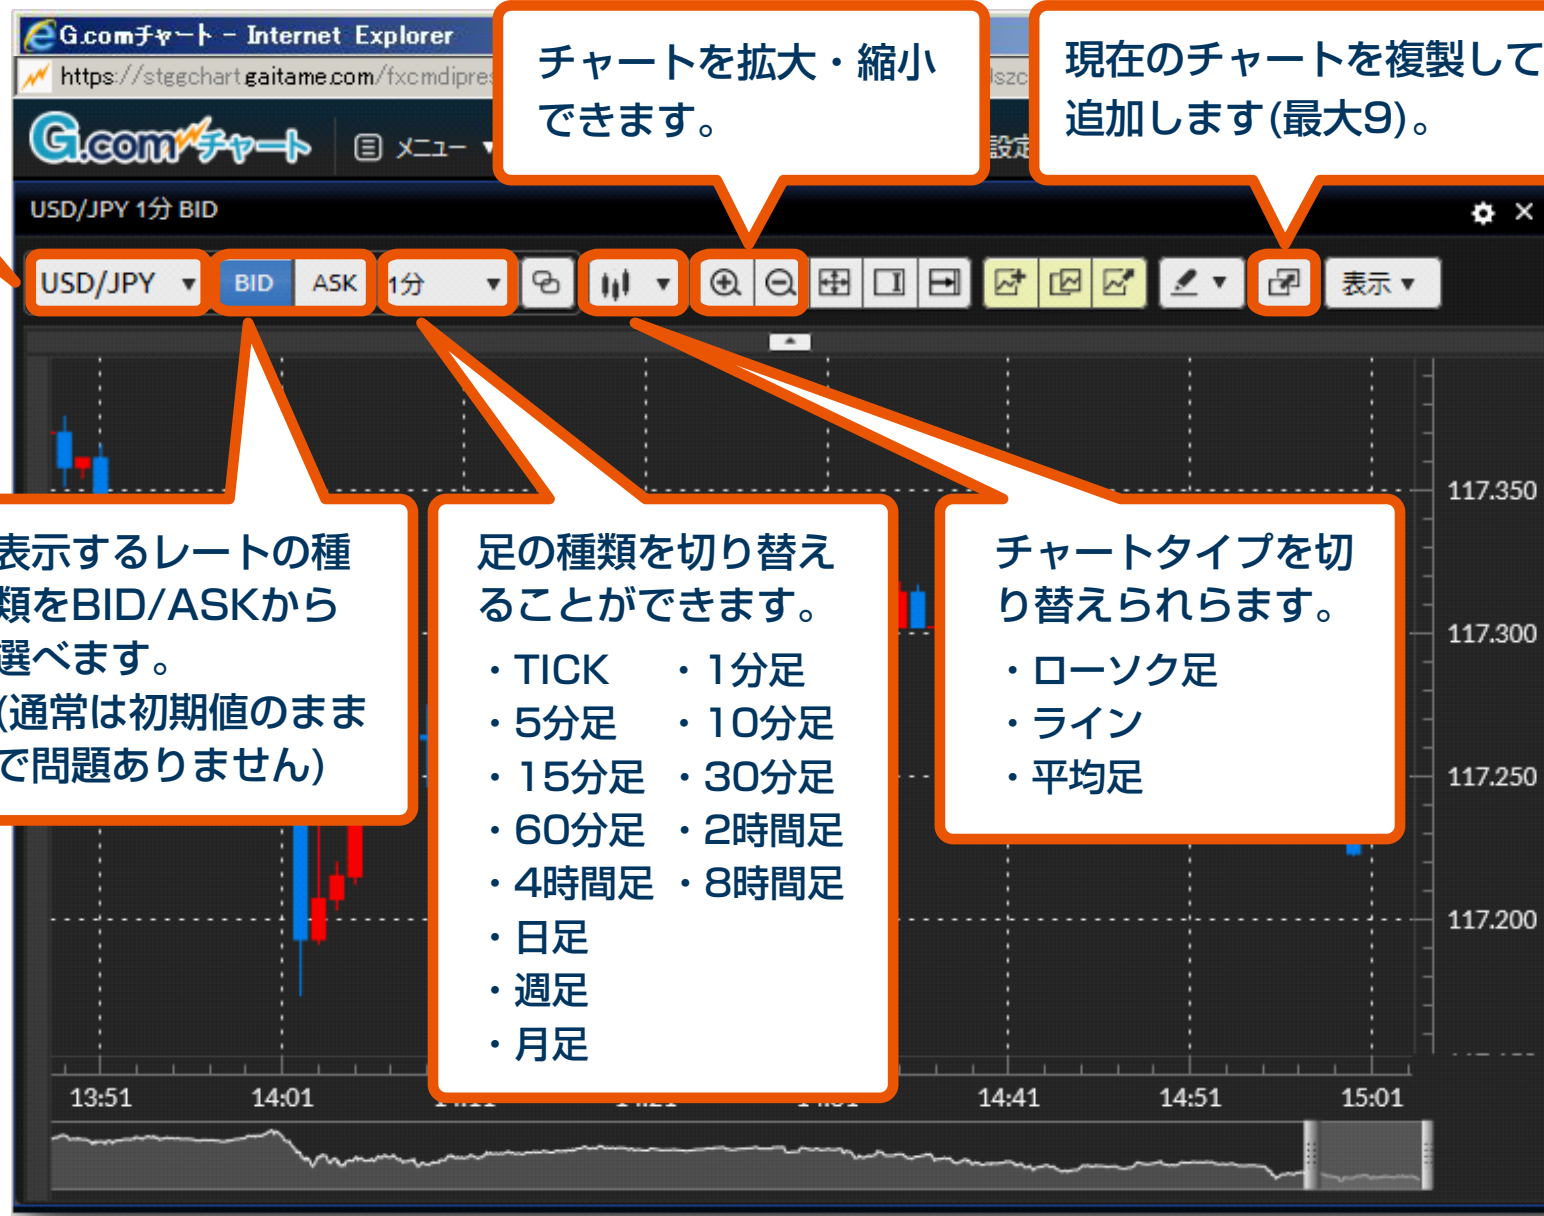 G.comチャート - Internet Explorer
https://steechart.gaitame.com/fxcmdipres
チャートを拡大・縮小
できます。
現在のチャートを複製して
追加します(最大9)。
G.comチャート
メニュー ▼
設定
USD/JPY 1分 BID
USD/JPY ▼ BID ASK 1分 ▼ ▼ ▼ 表示 ▼
表示するレートの種
類をBID/ASKから
選べます。
(通常は初期値のまま
で問題ありません)
足の種類を切り替え
ることができます。
・TICK ・1分足
・5分足 ・10分足
・15分足 ・30分足
・60分足 ・2時間足
・4時間足 ・8時間足
・日足
・週足
・月足
チャートタイプを切
り替えられらます。
・ローソク足
・ライン
・平均足
117.350
117.300
117.250
117.200
13:51 14:01 14:41 14:51 15:01